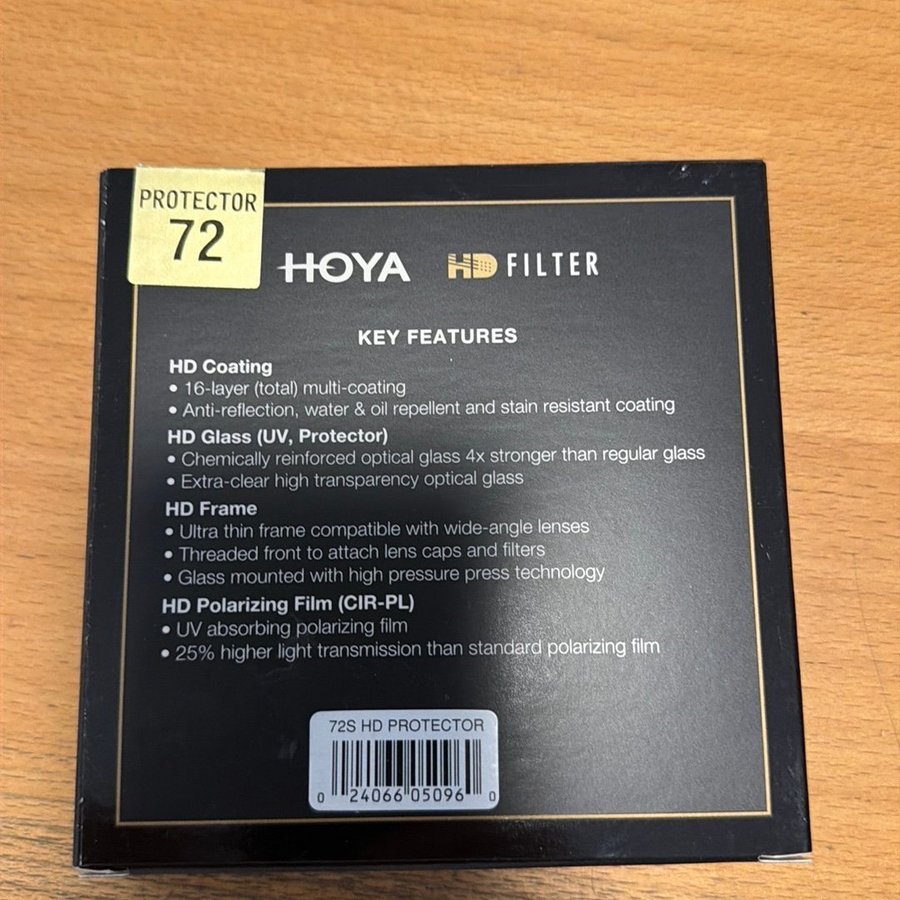 PROTECTOR
72
HOYA HD FILTER
KEY FEATURES
HD Coating
• 16-layer (total) multi-coating
• Anti-reflection, water & oil repellent and stain resistant coating
HD Glass (UV, Protector)
• Chemically reinforced optical glass 4x stronger than regular glass
• Extra-clear high transparency optical glass
HD Frame
• Ultra thin frame compatible with wide-angle lenses
• Threaded front to attach lens caps and filters
• Glass mounted with high pressure press technology
HD Polarizing Film (CIR-PL)
• UV absorbing polarizing film
• 25% higher light transmission than standard polarizing film
72S HD PROTECTOR
0 24066 05096 0